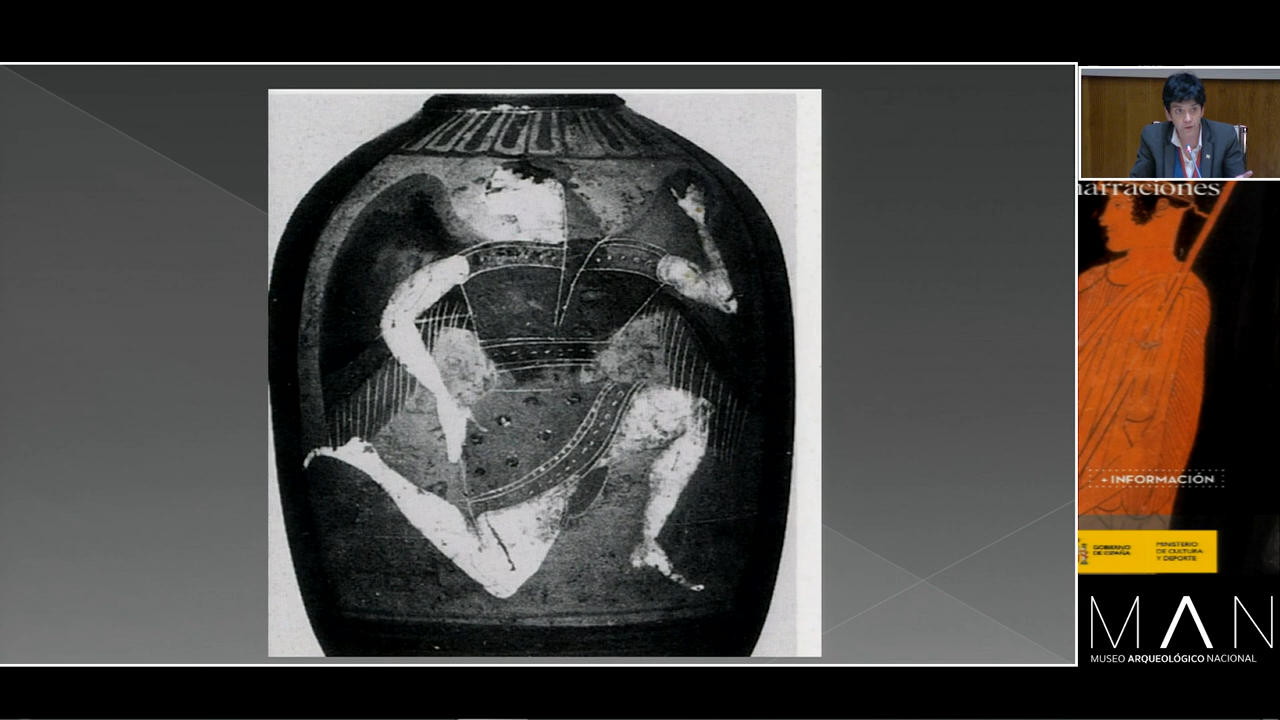 narraciones
+ INFORMACIÓN
GOBIERNO
DE ESPAÑA
MINISTERIO
DE CULTURA
Y DEPORTE
MAN
MUSEO ARQUEOLÓGICO NACIONAL